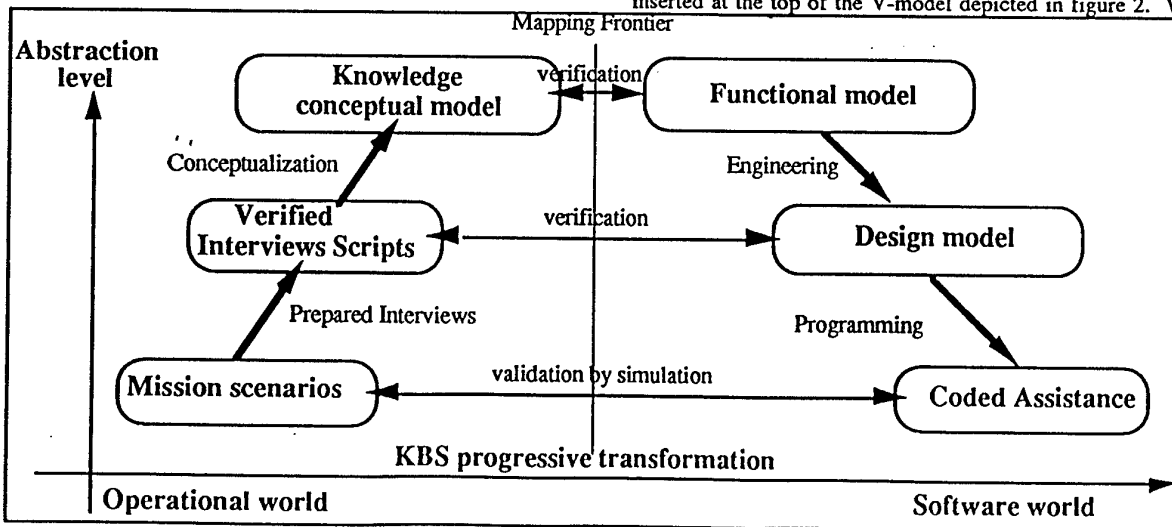 inserted at the top of the V-model depicted in figure 2.
Mapping Frontier
Abstraction
level
Knowledge
conceptual model
verification
Functional model
Conceptualization
Engineering
Verified
Interviews Scripts
verification
Design model
Prepared Interviews
Programming
Mission scenarios
validation by simulation
Coded Assistance
KBS progressive transformation
Operational world
Software world